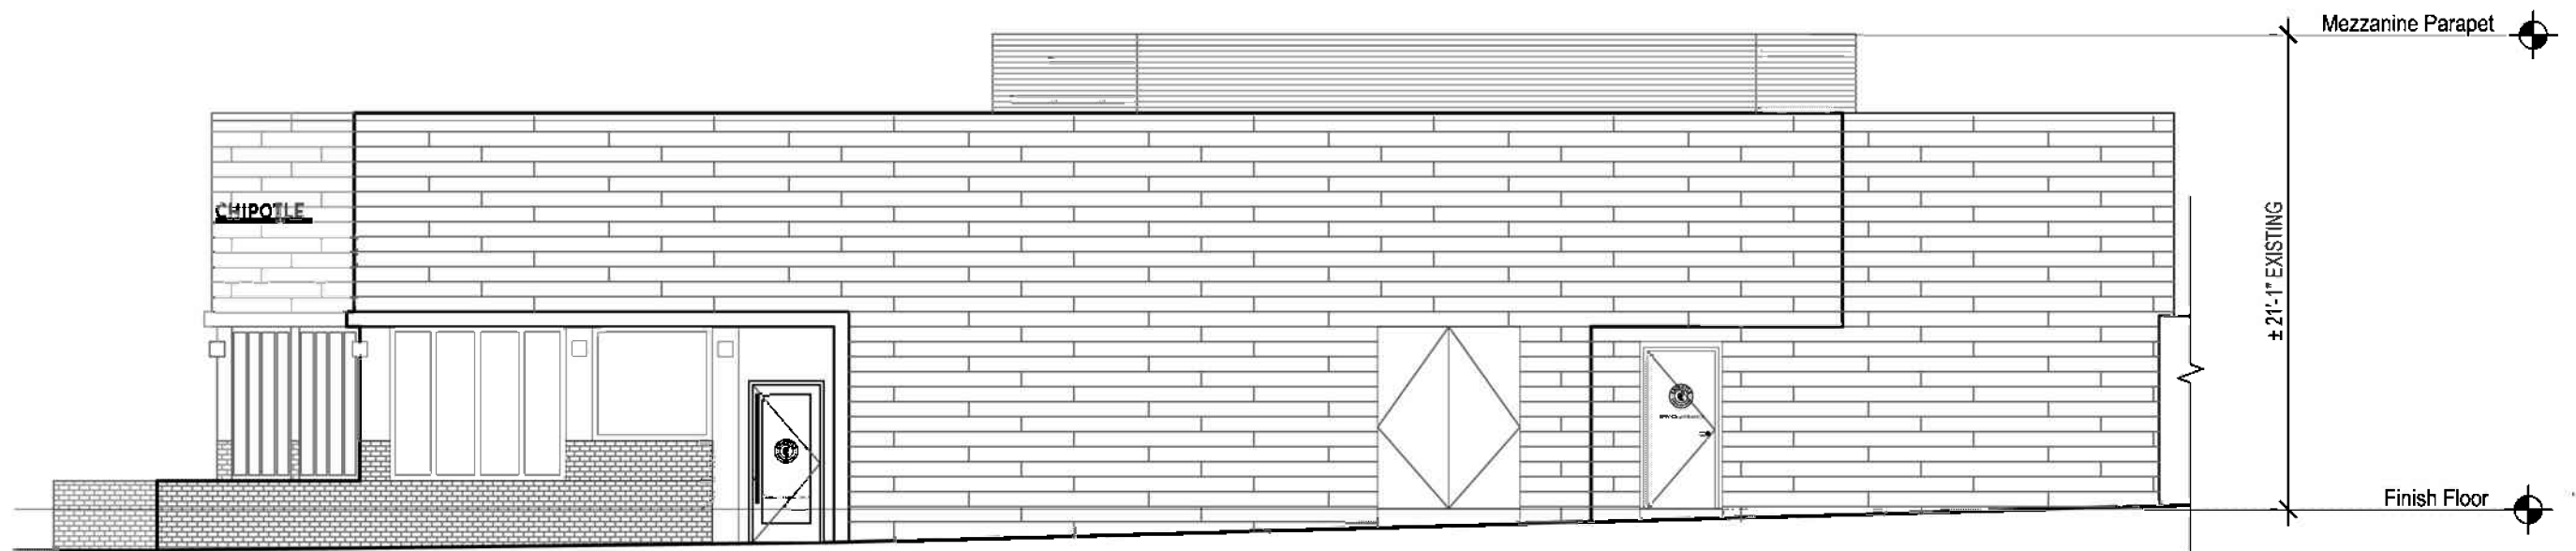 Mezzanine Parapet
CHIPOTLE
± 21'-1" EXISTING
Finish Floor